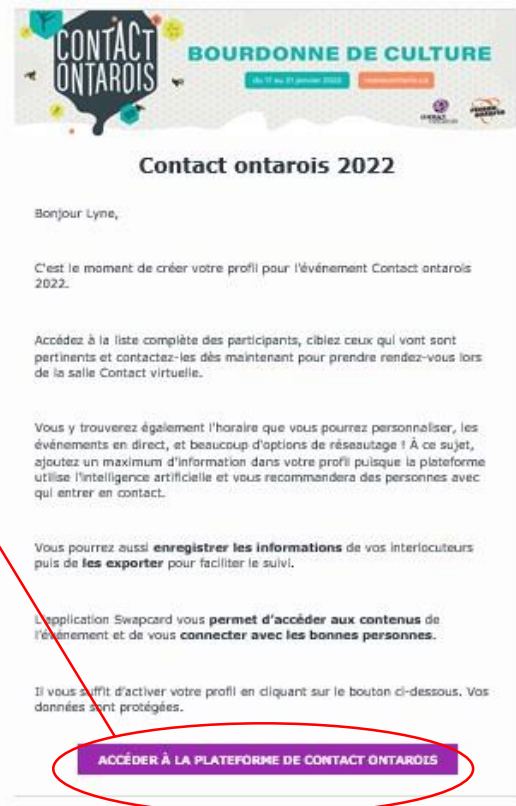 CONTACT
ONTAROIS
BOURDONNE DE CULTURE
Contact ontarois 2022
Bonjour Lyne,
C'est le moment de créer votre profil pour l'événement Contact ontarois
2022.
Accédez à la liste complète des participants, ciblez ceux qui vont sont
pertinents et contactez-les dès maintenant pour prendre rendez-vous lors
de la salle Contact virtuelle.
Vous y trouverez également l'horaire que vous pourrez personnaliser, les
événements en direct, et beaucoup d'options de réseautage ! À ce sujet,
ajoutez un maximum d'information dans votre profil puisque la plateforme
utilise l'intelligence artificielle et vous recommandera des personnes avec
qui entrer en contact.
Vous pourrez aussi enregistrer les informations de vos interlocuteurs
puis de les exporter pour faciliter le suivi.
L'application Swapcard vous permet d'accéder aux contenus de
l'événement et de vous connecter avec les bonnes personnes.
Il vous suffit d'activer votre profil en cliquant sur le bouton ci-dessous. Vos
données sont protégées.
ACCÉDER À LA PLATEFORME DE CONTACT ONTAROIS